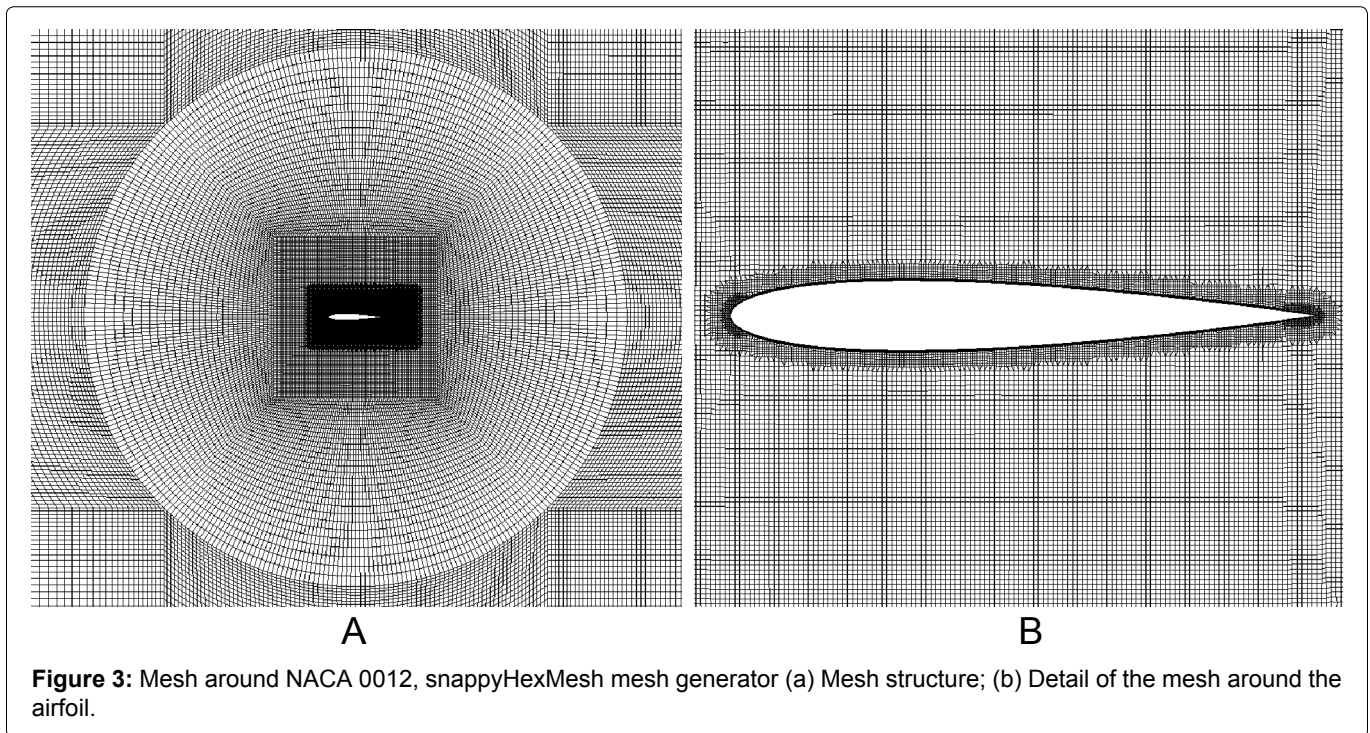 A
B
Figure 3: Mesh around NACA 0012, snappyHexMesh mesh generator (a) Mesh structure; (b) Detail of the mesh around the
airfoil.